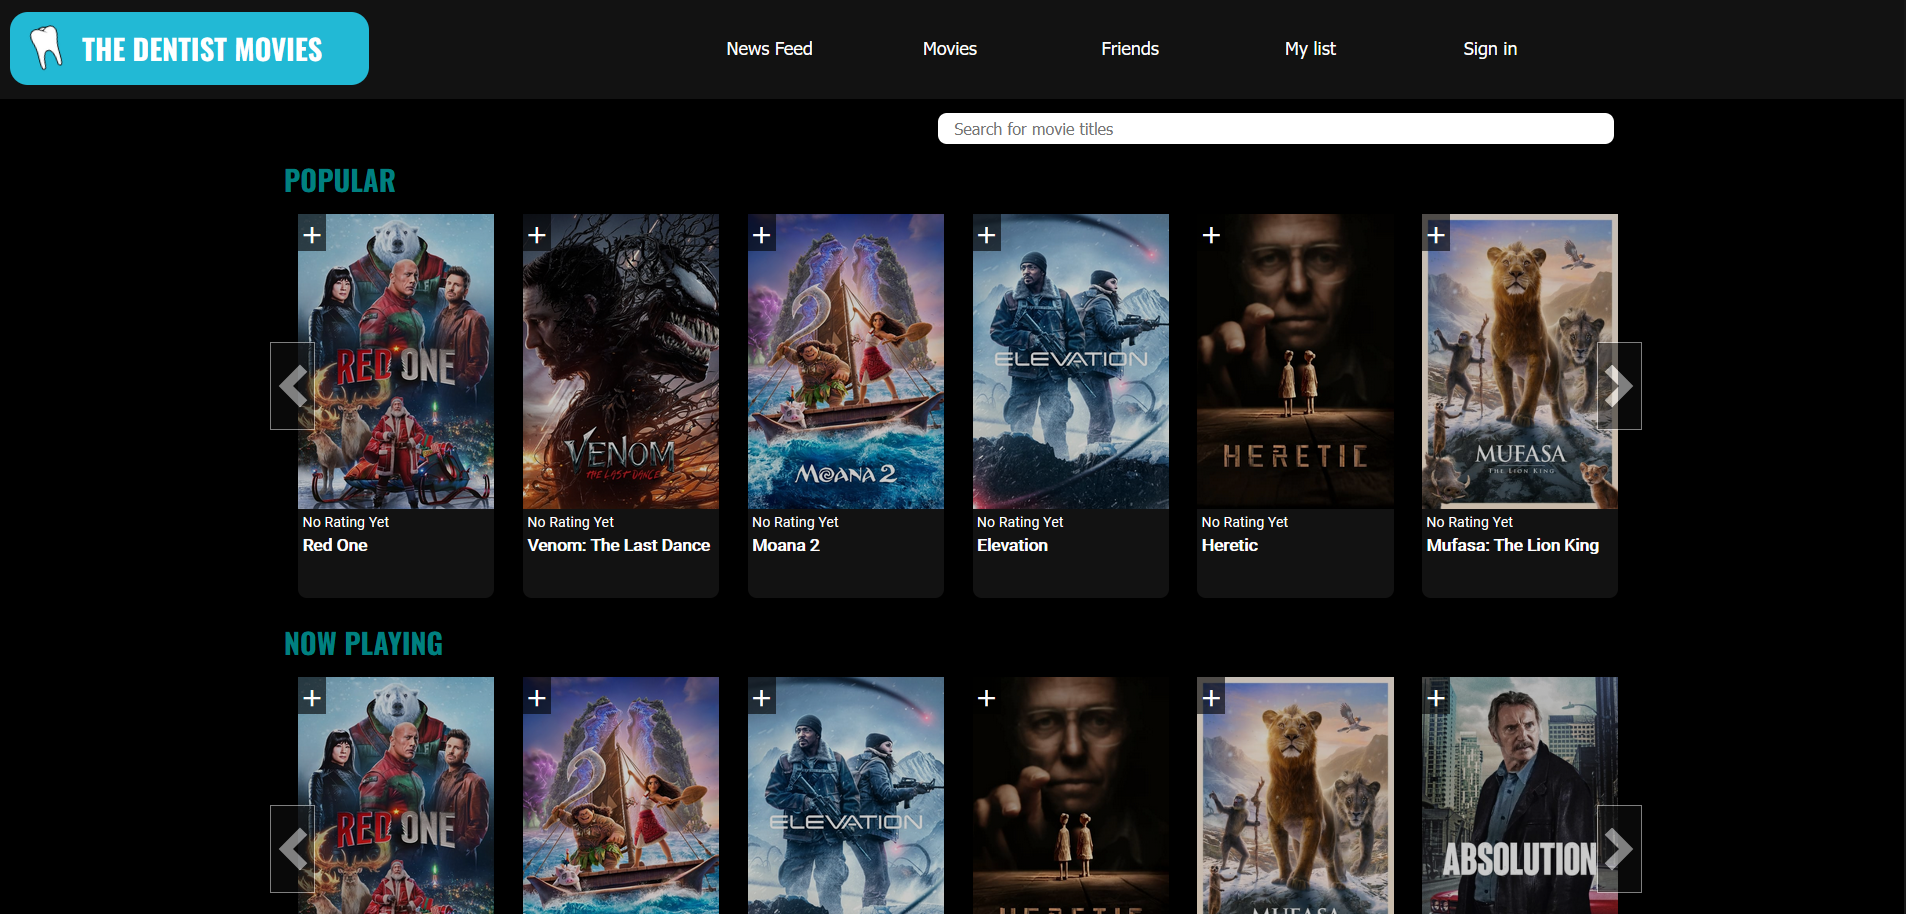 THE DENTIST MOVIES
News Feed
Movies
Friends
My list
Sign in
Search for movie titles
POPULAR
+
+
+
+
+
+
RED ONE
VENOM
THE LAST DANCE
MOANA 2
ELEVATION
HERETIC
MUFASA
THE LION KING
No Rating Yet
Red One
No Rating Yet
Venom: The Last Dance
No Rating Yet
Moana 2
No Rating Yet
Elevation
No Rating Yet
Heretic
No Rating Yet
Mufasa: The Lion King
NOW PLAYING
+
+
+
+
+
+
RED ONE
ELEVATION
HERETIC
MUFASA
ABSOLUTION